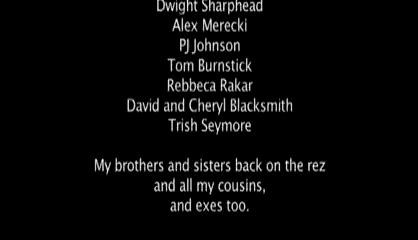 Dwight Sharphead
Alex Merecki
PJ Johnson
Tom Burnstick
Rebbeca Rakar
David and Cheryl Blacksmith
Trish Seymore
My brothers and sisters back on the rez
and all my cousins,
and exes too.